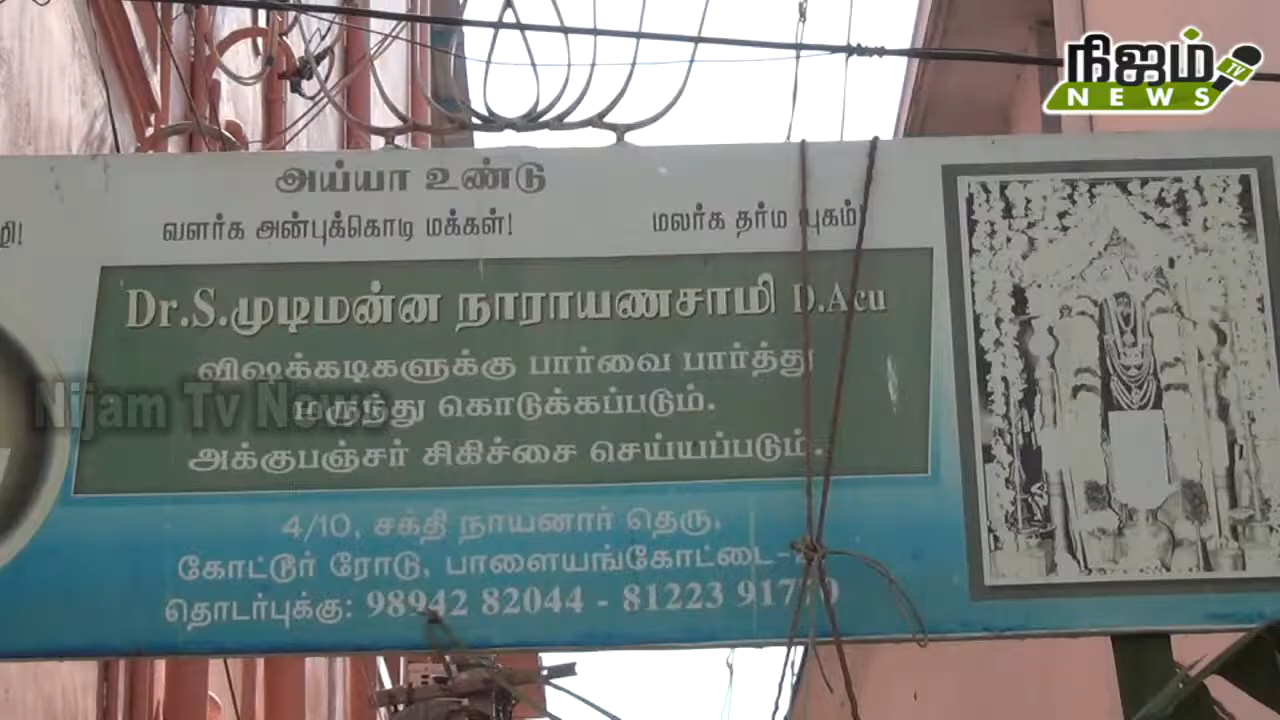 நிஜம்
TV
NEWS
அய்யா உண்டு
வளர்க அன்புக்கொடி மக்கள்! மலர்க தர்ம யுகம்!
Dr.S.முடிமன்ன நாராயணசாமி D.Acu
விஷக்கடிகளுக்கு பார்வை பார்த்து
மருந்து கொடுக்கப்படும்.
Nijam Tv News
அக்குபஞ்சர் சிகிச்சை செய்யப்படும்.
4/10, சக்தி நாயனார் தெரு,
கோட்டூர் ரோடு, பாளையங்கோட்டை-
தொடர்புக்கு: 98942 82044 -